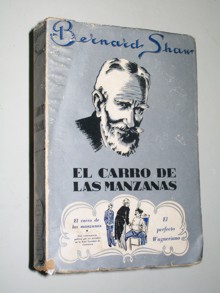 Bernard Shaw
EL CARRO DE
LAS MANZANAS
El carro de
las manzanas
El
perfecto
Wagneriano